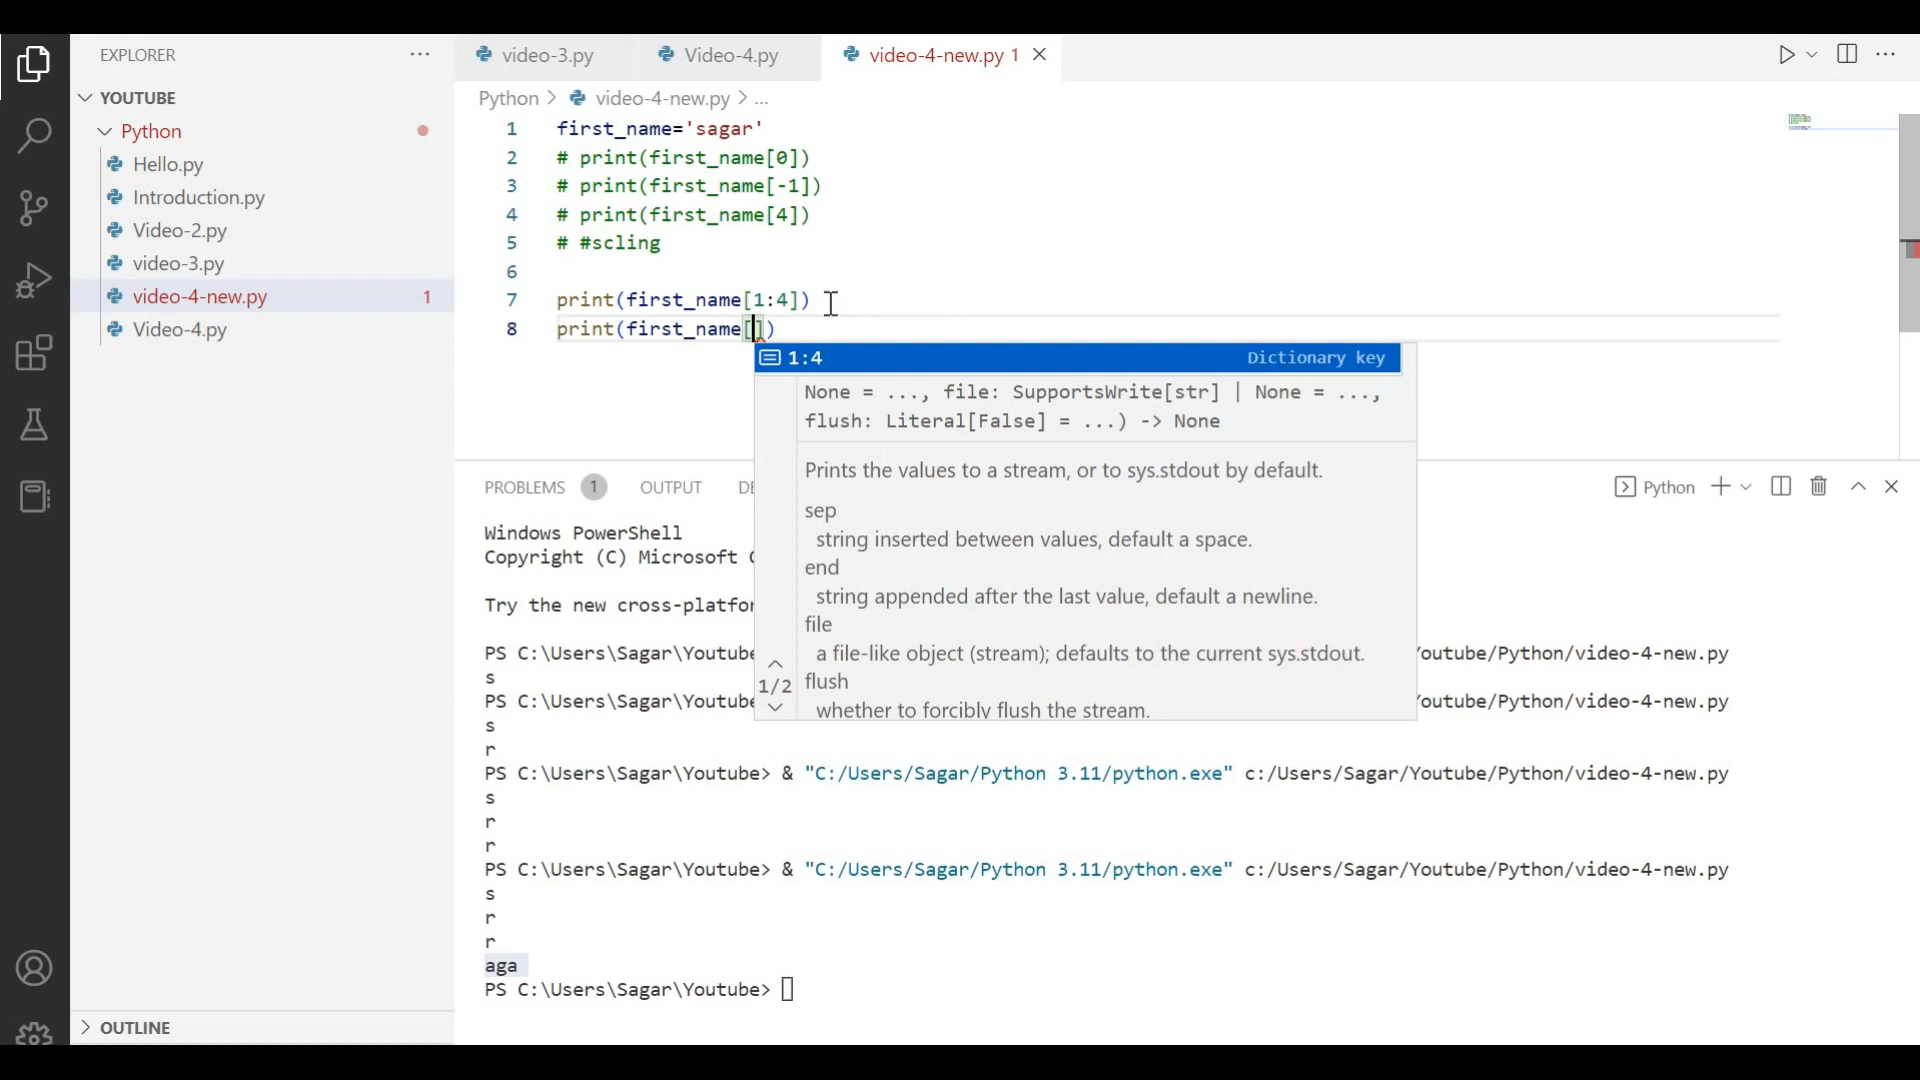 EXPLORER
YOUTUBE
Python
Hello.py
Introduction.py
Video-2.py
video-3.py
video-4-new.py 1
Video-4.py
OUTLINE
video-3.py
Video-4.py
video-4-new.py 1
Python > video-4-new.py > ...
1 first_name='sagar'
2 # print(first_name[0])
3 # print(first_name[-1])
4 # print(first_name[4])
5 # #scling
6
7 print(first_name[1:4])
8 print(first_name[])
1:4 Dictionary key
None = ..., file: SupportsWrite[str] | None = ...,
flush: Literal[False] = ...) -> None
Prints the values to a stream, or to sys.stdout by default.
sep
string inserted between values, default a space.
end
string appended after the last value, default a newline.
file
a file-like object (stream); defaults to the current sys.stdout.
1/2
flush
whether to forcibly flush the stream.
PROBLEMS 1 OUTPUT DE
Python
Windows PowerShell
Copyright (C) Microsoft
Try the new cross-platfor
PS C:\Users\Sagar\Youtube outube/Python/video-4-new.py
s
PS C:\Users\Sagar\Youtube outube/Python/video-4-new.py
s
r
PS C:\Users\Sagar\Youtube> & "C:/Users/Sagar/Python 3.11/python.exe" c:/Users/Sagar/Youtube/Python/video-4-new.py
s
r
r
PS C:\Users\Sagar\Youtube> & "C:/Users/Sagar/Python 3.11/python.exe" c:/Users/Sagar/Youtube/Python/video-4-new.py
s
r
r
aga
PS C:\Users\Sagar\Youtube>